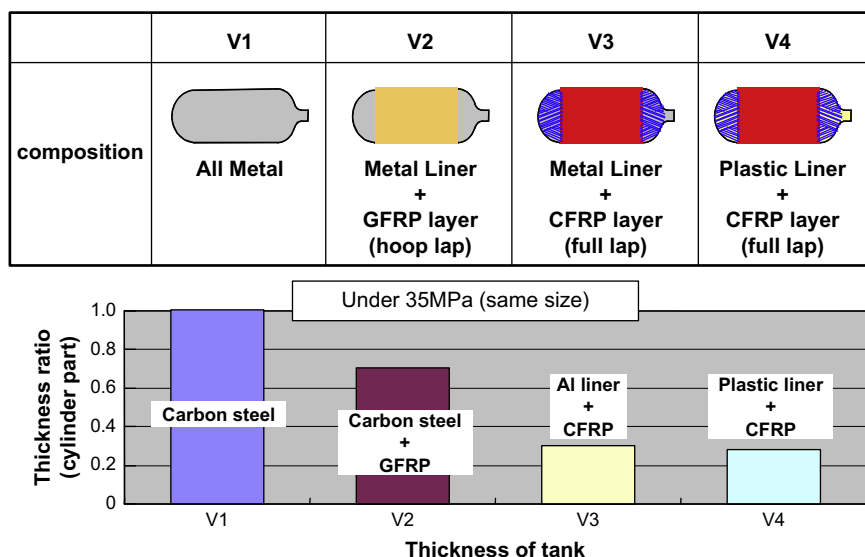 V1 V2 V3 V4
composition
All Metal
Metal Liner
+
GFRP layer
(hoop lap)
Metal Liner
+
CFRP layer
(full lap)
Plastic Liner
+
CFRP layer
(full lap)
Under 35MPa (same size)
Thickness ratio
(cylinder part)
1.0
0.8
0.6
0.4
0.2
0
Carbon steel
Carbon steel
+
GFRP
Al liner
+
CFRP
Plastic liner
+
CFRP
V1 V2 V3 V4
Thickness of tank